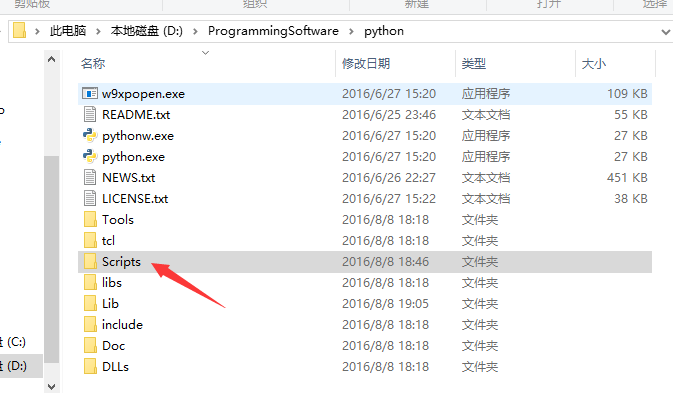 剪贴板 组织 新建 打开 选择
此电脑 本地磁盘 (D:) ProgrammingSoftware python
名称 修改日期 类型 大小
w9xpopen.exe 2016/6/27 15:20 应用程序 109 KB
README.txt 2016/6/25 23:46 文本文档 55 KB
pythonw.exe 2016/6/27 15:20 应用程序 27 KB
python.exe 2016/6/27 15:20 应用程序 27 KB
NEWS.txt 2016/6/26 22:27 文本文档 451 KB
LICENSE.txt 2016/6/27 15:22 文本文档 38 KB
Tools 2016/8/8 18:18 文件夹
tcl 2016/8/8 18:18 文件夹
Scripts 2016/8/8 18:46 文件夹
libs 2016/8/8 18:18 文件夹
Lib 2016/8/8 19:05 文件夹
include 2016/8/8 18:18 文件夹
(C:) Doc 2016/8/8 18:18 文件夹
(D:) DLLs 2016/8/8 18:18 文件夹